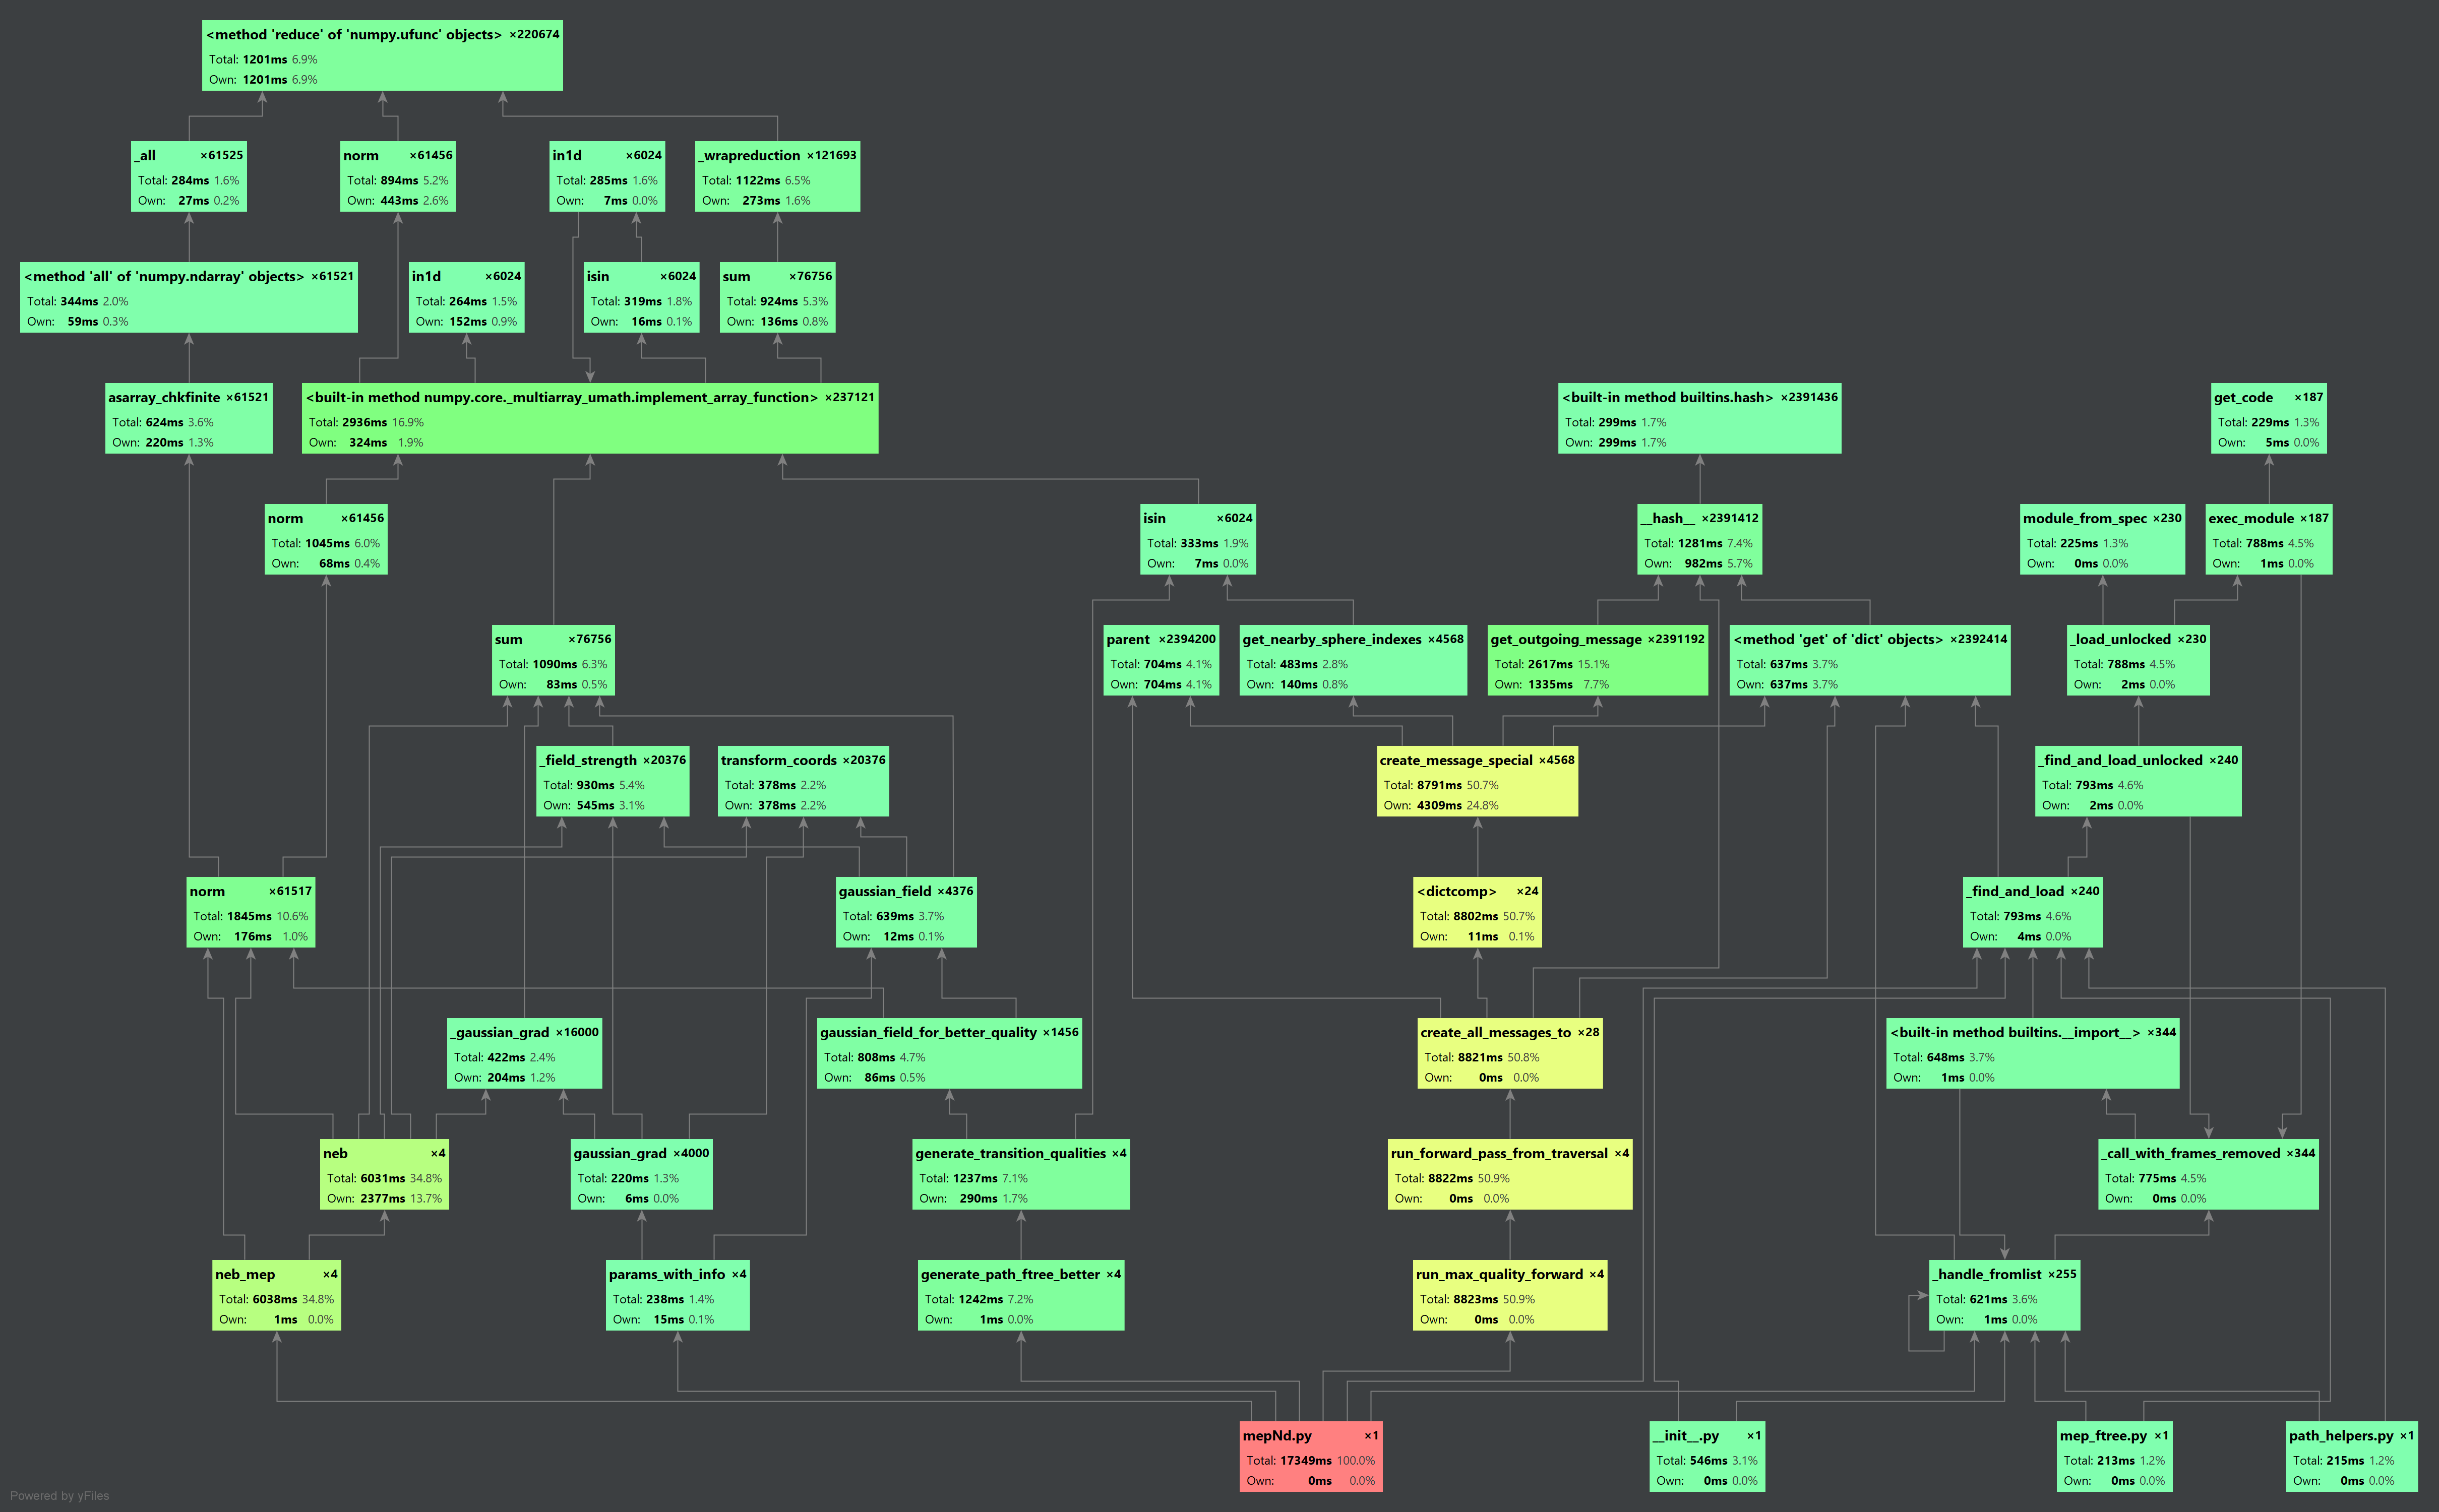 <method 'reduce' of 'numpy.ufunc' objects> ×220674
Total: 1201ms 6.9%
Own: 1201ms 6.9%
_all ×61525
Total: 284ms 1.6%
Own: 27ms 0.2%
norm ×61456
Total: 894ms 5.2%
Own: 443ms 2.6%
in1d ×6024
Total: 285ms 1.6%
Own: 7ms 0.0%
_wrapreduction ×121693
Total: 1122ms 6.5%
Own: 273ms 1.6%
<method 'all' of 'numpy.ndarray' objects> ×61521
Total: 344ms 2.0%
Own: 59ms 0.3%
in1d ×6024
Total: 264ms 1.5%
Own: 152ms 0.9%
isin ×6024
Total: 319ms 1.8%
Own: 16ms 0.1%
sum ×76756
Total: 924ms 5.3%
Own: 136ms 0.8%
asarray_chkfinite ×61521
Total: 624ms 3.6%
Own: 220ms 1.3%
<built-in method numpy.core._multiarray_umath.implement_array_function> ×237121
Total: 2936ms 16.9%
Own: 324ms 1.9%
<built-in method builtins.hash> ×2391436
Total: 299ms 1.7%
Own: 299ms 1.7%
get_code ×187
Total: 229ms 1.3%
Own: 5ms 0.0%
norm ×61456
Total: 1045ms 6.0%
Own: 68ms 0.4%
isin ×6024
Total: 333ms 1.9%
Own: 7ms 0.0%
__hash__ ×2391412
Total: 1281ms 7.4%
Own: 982ms 5.7%
module_from_spec ×230
Total: 225ms 1.3%
Own: 0ms 0.0%
exec_module ×187
Total: 788ms 4.5%
Own: 1ms 0.0%
sum ×76756
Total: 1090ms 6.3%
Own: 83ms 0.5%
parent ×2394200
Total: 704ms 4.1%
Own: 704ms 4.1%
get_nearby_sphere_indexes ×4568
Total: 483ms 2.8%
Own: 140ms 0.8%
get_outgoing_message ×2391192
Total: 2617ms 15.1%
Own: 1335ms 7.7%
<method 'get' of 'dict' objects> ×2392414
Total: 637ms 3.7%
Own: 637ms 3.7%
_load_unlocked ×230
Total: 788ms 4.5%
Own: 2ms 0.0%
_field_strength ×20376
Total: 930ms 5.4%
Own: 545ms 3.1%
transform_coords ×20376
Total: 378ms 2.2%
Own: 378ms 2.2%
create_message_special ×4568
Total: 8791ms 50.7%
Own: 4309ms 24.8%
_find_and_load_unlocked ×240
Total: 793ms 4.6%
Own: 2ms 0.0%
norm ×61517
Total: 1845ms 10.6%
Own: 176ms 1.0%
gaussian_field ×4376
Total: 639ms 3.7%
Own: 12ms 0.1%
<dictcomp> ×24
Total: 8802ms 50.7%
Own: 11ms 0.1%
_find_and_load ×240
Total: 793ms 4.6%
Own: 4ms 0.0%
_gaussian_grad ×16000
Total: 422ms 2.4%
Own: 204ms 1.2%
gaussian_field_for_better_quality ×1456
Total: 808ms 4.7%
Own: 86ms 0.5%
create_all_messages_to ×28
Total: 8821ms 50.8%
Own: 0ms 0.0%
<built-in method builtins.__import__> ×344
Total: 648ms 3.7%
Own: 1ms 0.0%
neb ×4
Total: 6031ms 34.8%
Own: 2377ms 13.7%
gaussian_grad ×4000
Total: 220ms 1.3%
Own: 6ms 0.0%
generate_transition_qualities ×4
Total: 1237ms 7.1%
Own: 290ms 1.7%
run_forward_pass_from_traversal ×4
Total: 8822ms 50.9%
Own: 0ms 0.0%
_call_with_frames_removed ×344
Total: 775ms 4.5%
Own: 0ms 0.0%
neb_mep ×4
Total: 6038ms 34.8%
Own: 1ms 0.0%
params_with_info ×4
Total: 238ms 1.4%
Own: 15ms 0.1%
generate_path_ftree_better ×4
Total: 1242ms 7.2%
Own: 1ms 0.0%
run_max_quality_forward ×4
Total: 8823ms 50.9%
Own: 0ms 0.0%
_handle_fromlist ×255
Total: 621ms 3.6%
Own: 1ms 0.0%
mepNd.py ×1
Total: 17349ms 100.0%
Own: 0ms 0.0%
__init__.py ×1
Total: 546ms 3.1%
Own: 0ms 0.0%
mep_ftree.py ×1
Total: 213ms 1.2%
Own: 0ms 0.0%
path_helpers.py ×1
Total: 215ms 1.2%
Own: 0ms 0.0%
Powered by yFiles